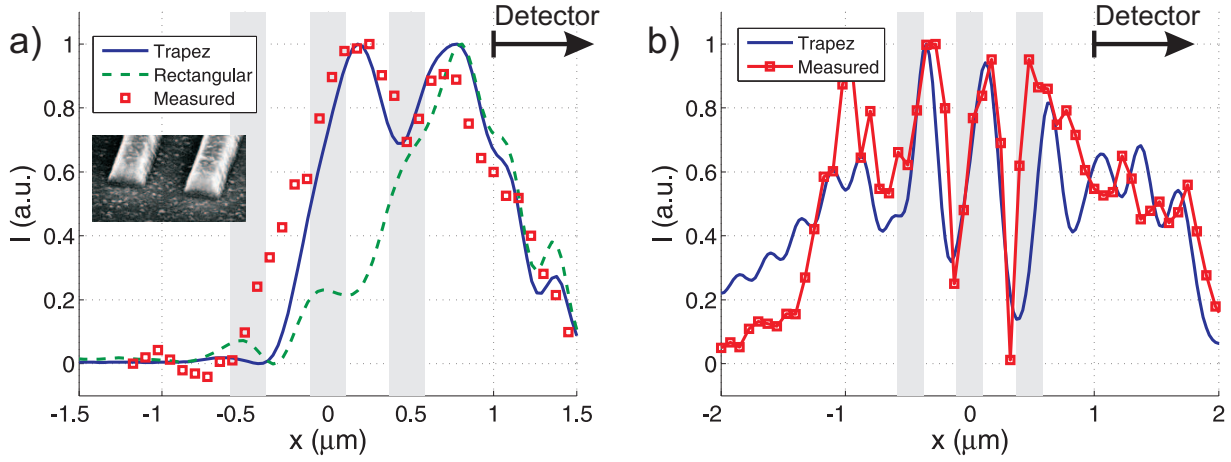 a)
Detector
Trapez
Rectangular
Measured
I (a.u.)
1
0.8
0.6
0.4
0.2
0
-1.5
-1
-0.5
0
0.5
1
1.5
x (μm)
b)
Detector
Trapez
Measured
I (a.u.)
1
0.8
0.6
0.4
0.2
0
-2
-1
0
1
2
x (μm)